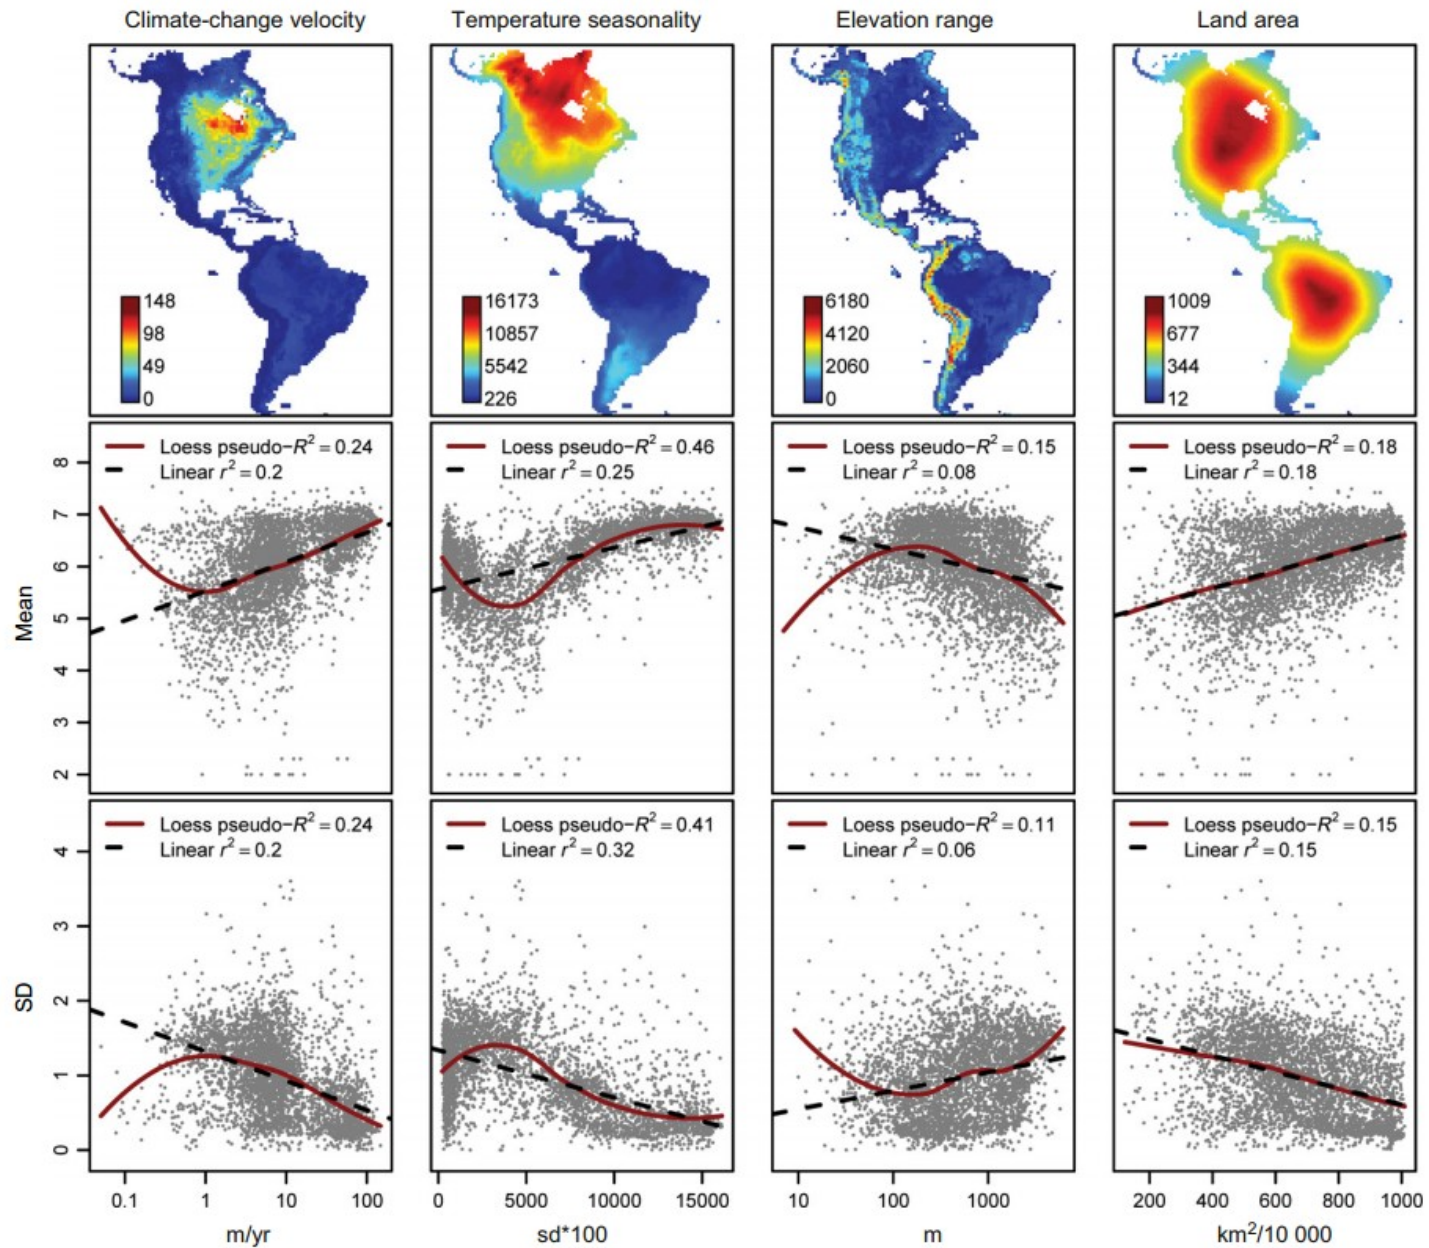 Climate-change velocity
Temperature seasonality
Elevation range
Land area
148
98
49
0
16173
10857
5542
226
6180
4120
2060
0
1009
677
344
12
Mean
8
7
6
5
4
3
2
Loess pseudo−R² = 0.24
Linear r² = 0.2
Loess pseudo−R² = 0.46
Linear r² = 0.25
Loess pseudo−R² = 0.15
Linear r² = 0.08
Loess pseudo−R² = 0.18
Linear r² = 0.18
SD
4
3
2
1
0
Loess pseudo−R² = 0.24
Linear r² = 0.2
Loess pseudo−R² = 0.41
Linear r² = 0.32
Loess pseudo−R² = 0.11
Linear r² = 0.06
Loess pseudo−R² = 0.15
Linear r² = 0.15
0.1 1 10 100
0 5000 10000 15000
10 100 1000
200 400 600 800 1000
m/yr
sd*100
m
km²/10 000